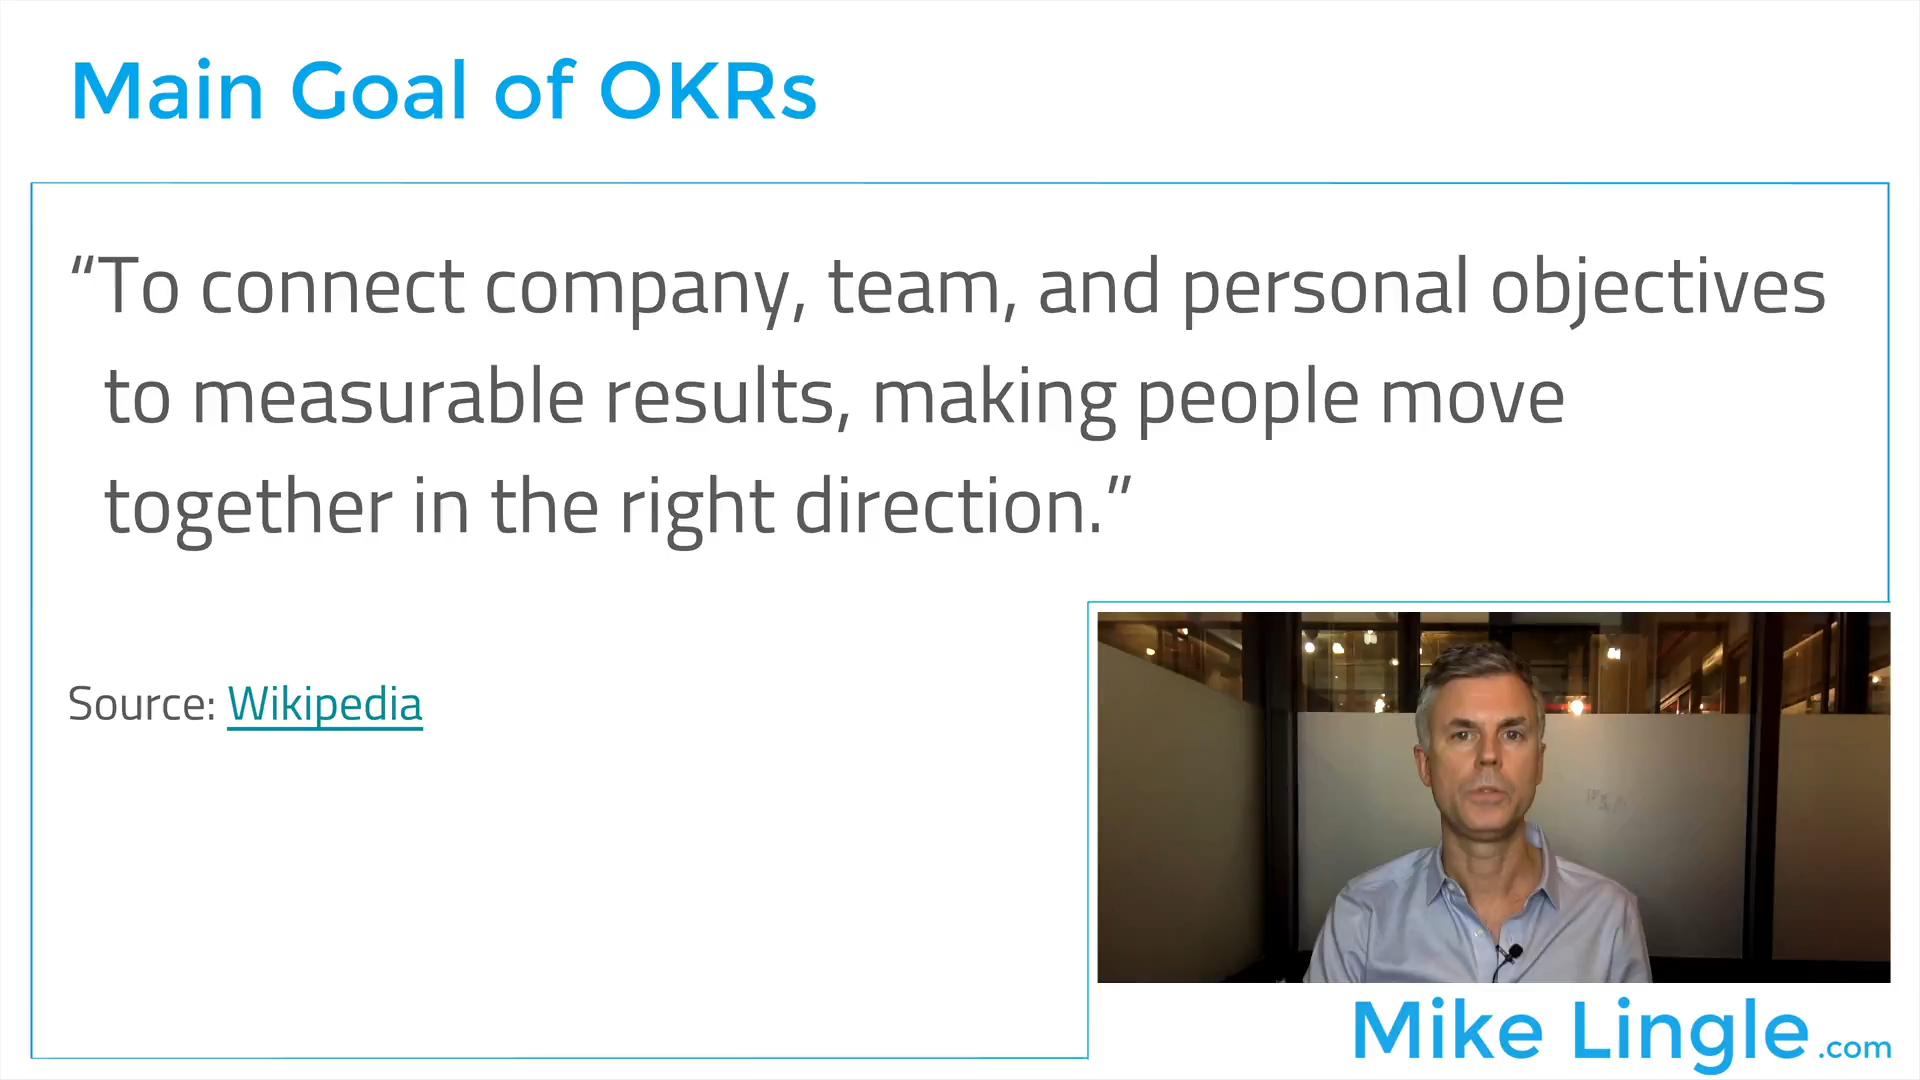 Main Goal of OKRs
“To connect company, team, and personal objectives
to measurable results, making people move
together in the right direction.”
Source: Wikipedia
Mike Lingle.com